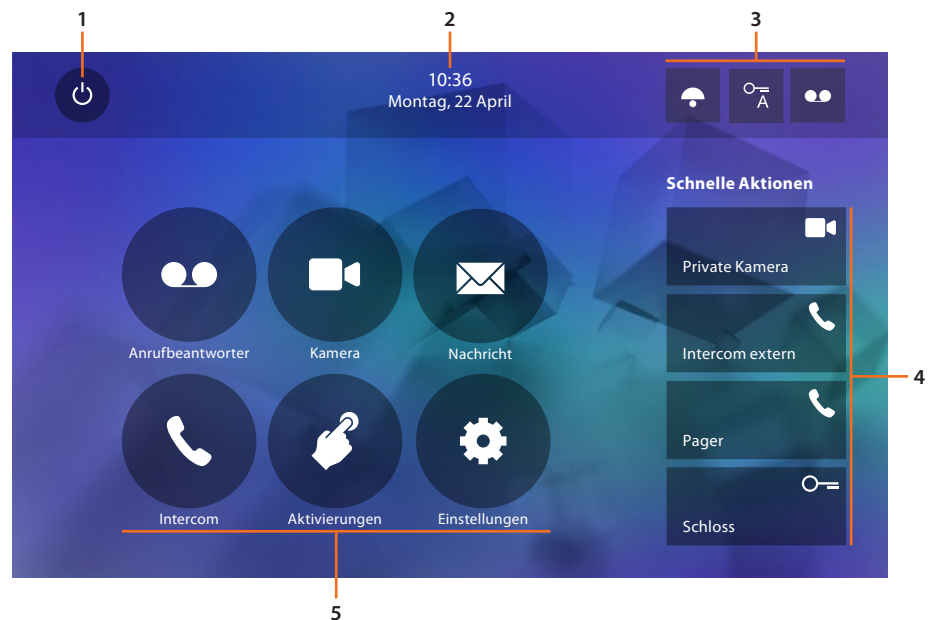 1
2
3
10:36
Montag, 22 April
A
Schnelle Aktionen
Private Kamera
Anrufbeantworter
Kamera
Nachricht
Intercom extern
4
Pager
Intercom
Aktivierungen
Einstellungen
Schloss
5